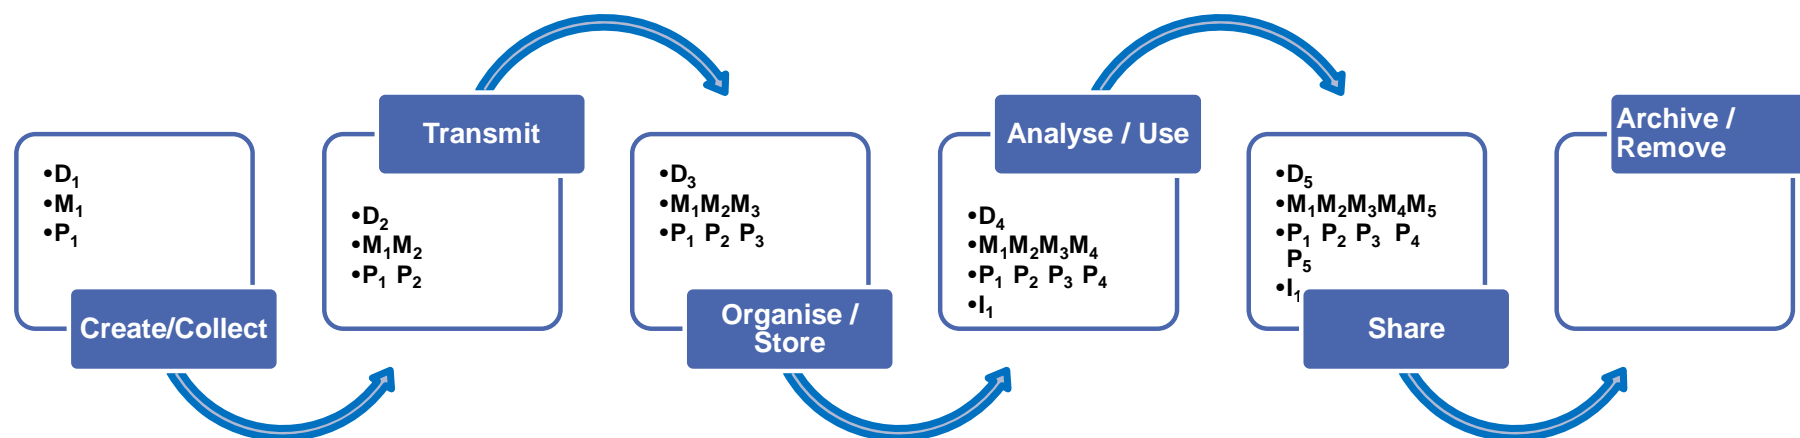 •D₁
•M₁
•P₁
Create/Collect
Transmit
•D₂
•M₁M₂
•P₁ P₂
•D₃
•M₁M₂M₃
•P₁ P₂ P₃
Organise /
Store
Analyse / Use
•D₄
•M₁M₂M₃M₄
•P₁ P₂ P₃ P₄
•I₁
•D₅
•M₁M₂M₃M₄M₅
•P₁ P₂ P₃ P₄
P₅
•I₁
Share
Archive /
Remove